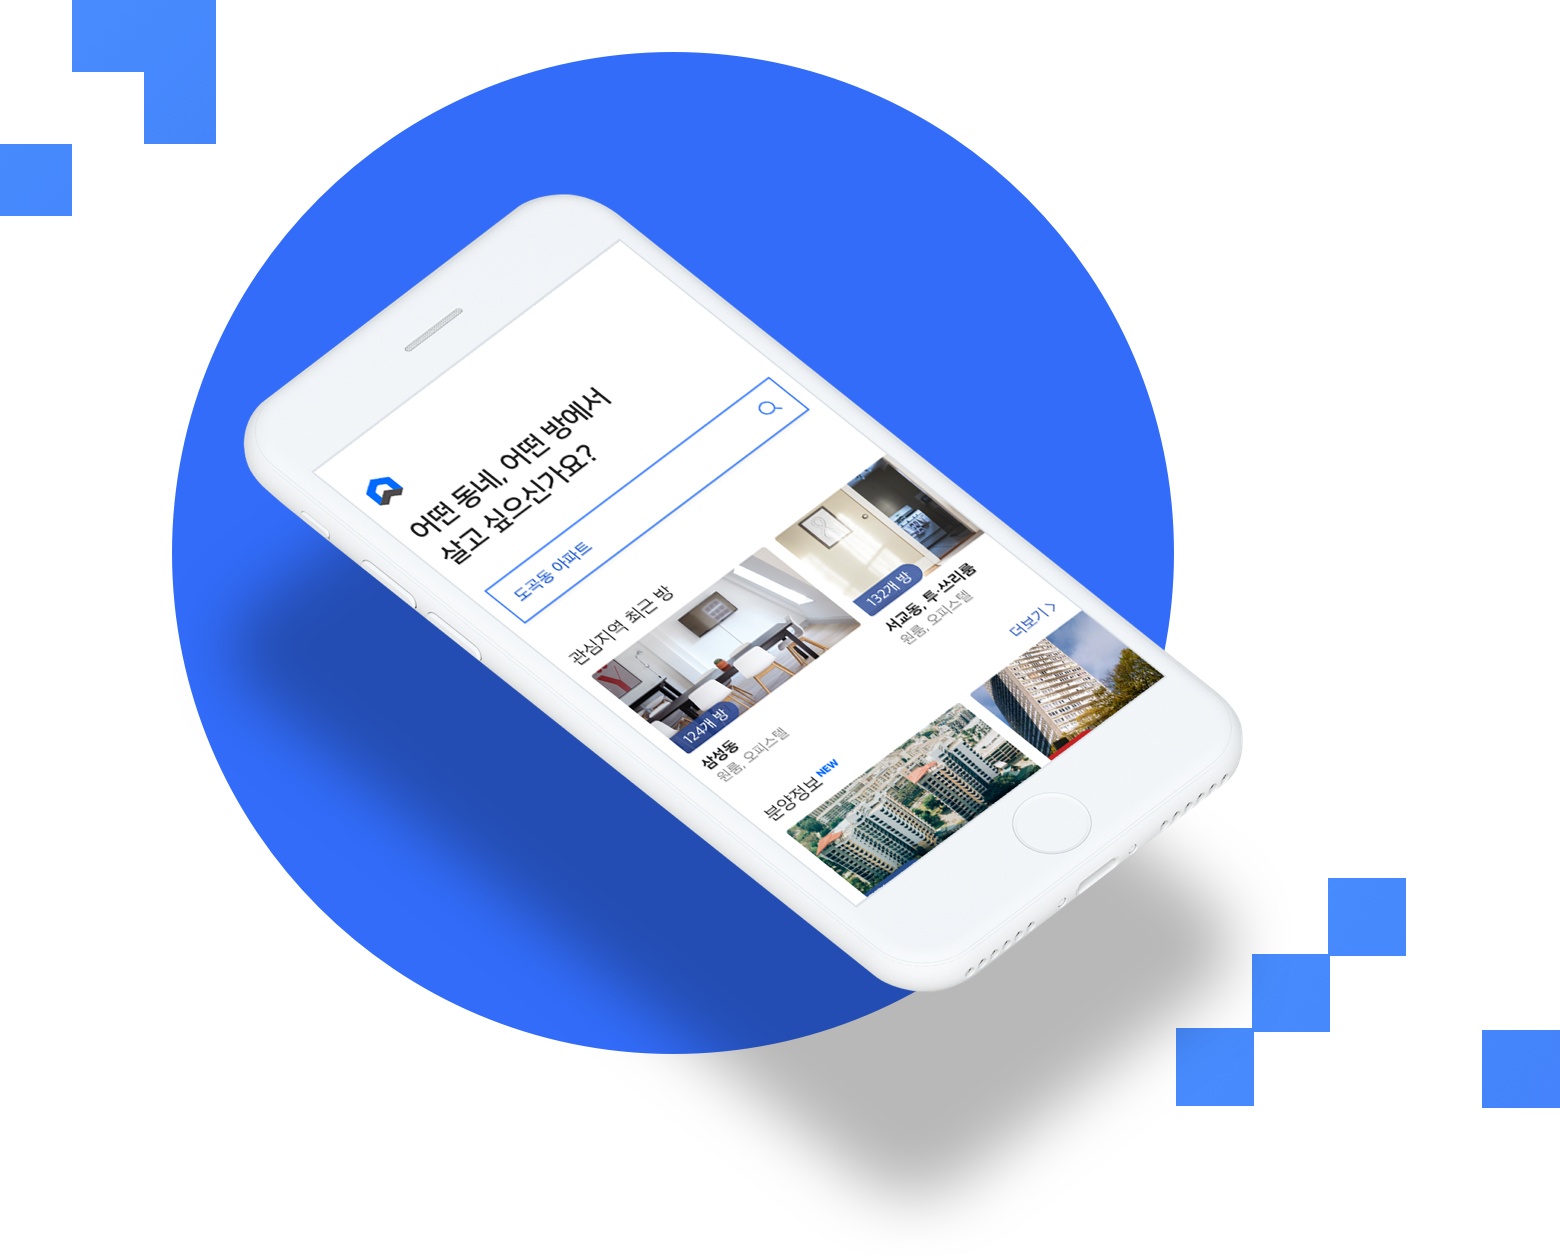 어떤 동네, 어떤 방에서
살고 싶으신가요?
도곡동 아파트
관심지역 최근 방
124개 방
삼성동
원룸, 오피스텔
132개 방
서교동, 투·쓰리룸
원룸, 오피스텔
분양정보 NEW
더보기 >